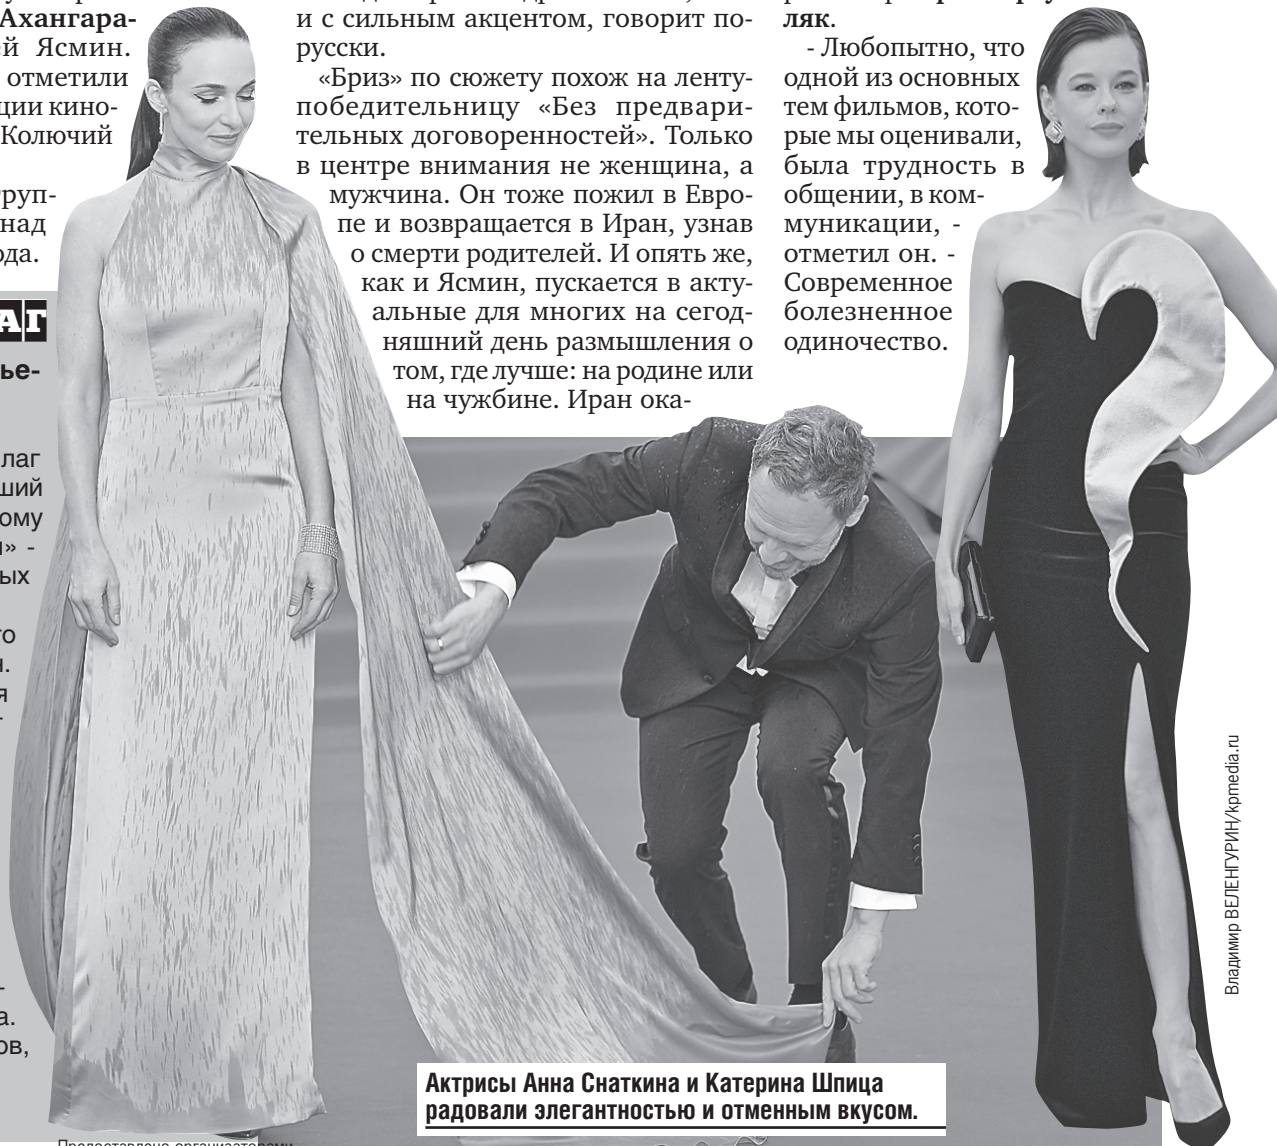 Ахангара-
ей Ясмин.
отметили
ции кино-
Колючий
груп-
над
ода.
АГ
ье-
лаг
ший
ому
» -
ых
го
я
а.
ов,
и с сильным акцентом, говорит по-
русски.
«Бриз» по сюжету похож на ленту-
победительницу «Без предвари-
тельных договоренностей». Только
в центре внимания не женщина, а
мужчина. Он тоже пожил в Евро-
пе и возвращается в Иран, узнав
о смерти родителей. И опять же,
как и Ясмин, пускается в акту-
альные для многих на сегод-
няшний день размышления о
том, где лучше: на родине или
на чужбине. Иран ока-
ляк.
- Любопытно, что
одной из основных
тем фильмов, кото-
рые мы оценивали,
была трудность в
общении, в ком-
муникации, -
отметил он. -
Современное
болезненное
одиночество.
Владимир ВЕЛЕНГУРИН/kpmedia.ru
Актрисы Анна Снаткина и Катерина Шпица
радовали элегантностью и отменным вкусом.